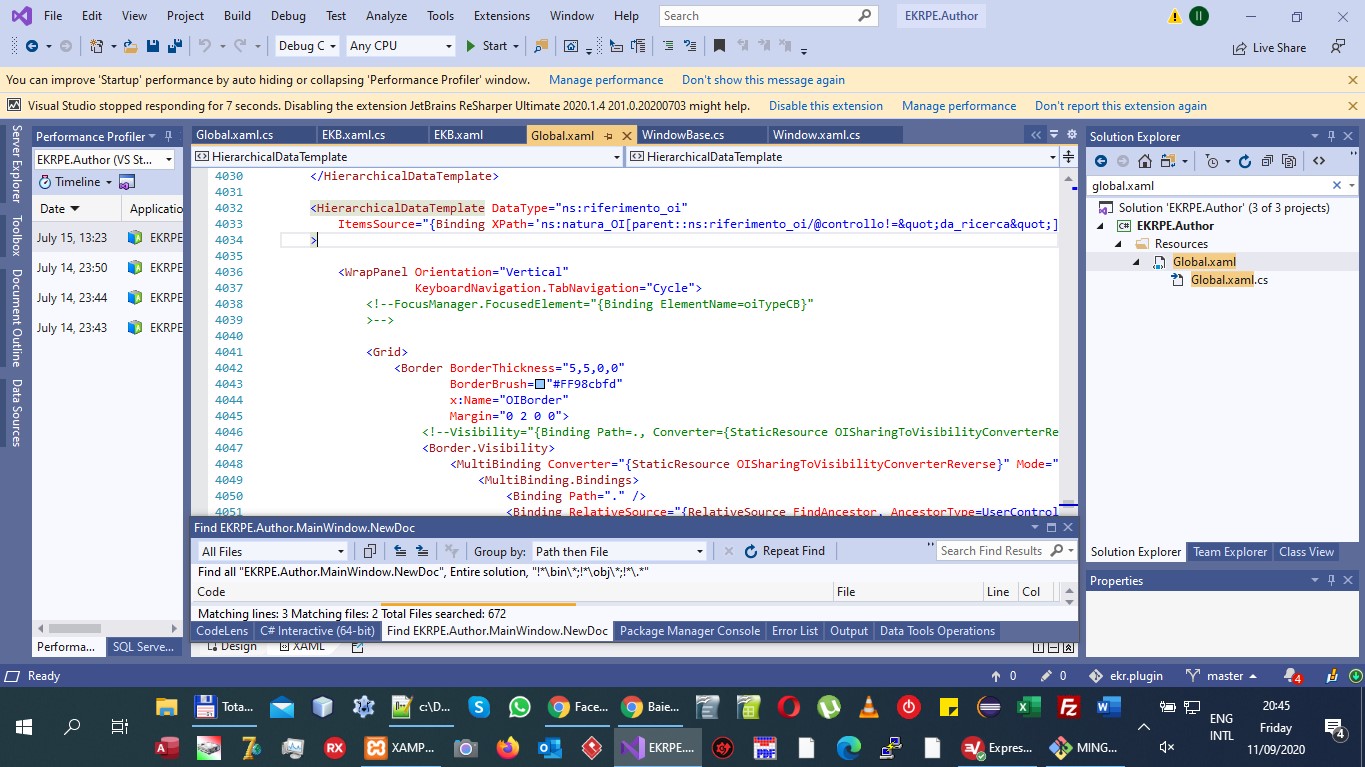 File Edit View Project Build Debug Test Analyze Tools Extensions Window Help Search EKRPE.Author II
Debug C Any CPU Start Live Share
You can improve 'Startup' performance by auto hiding or collapsing 'Performance Profiler' window. Manage performance Don't show this message again
Visual Studio stopped responding for 7 seconds. Disabling the extension JetBrains ReSharper Ultimate 2020.1.4 201.0.20200703 might help. Disable this extension Manage performance Don't report this extension again
Server Explorer
Toolbox
Document Outline
Data Sources
Performance Profiler
EKRPE.Author (VS St...
Timeline
Date Applicatio
July 15, 13:23 EKRPE
July 14, 23:50 EKRPE
July 14, 23:44 EKRPE
July 14, 23:43 EKRPE
Performa... SQL Serve...
Global.xaml.cs EKB.xaml.cs EKB.xaml Global.xaml WindowBase.cs Window.xaml.cs
HierarchicalDataTemplate HierarchicalDataTemplate
4030 </HierarchicalDataTemplate>
4031
4032 <HierarchicalDataTemplate DataType="ns:riferimento_oi"
4033 ItemsSource="{Binding XPath='ns:natura_OI[parent::ns:riferimento_oi/@controllo!=&quot;da_ricerca&quot;]
4034 >
4035
4036 <WrapPanel Orientation="Vertical"
4037 KeyboardNavigation.TabNavigation="Cycle">
4038 <!--FocusManager.FocusedElement="{Binding ElementName=oiTypeCB}"
4039 >-->
4040
4041 <Grid>
4042 <Border BorderThickness="5,5,0,0"
4043 BorderBrush="#FF98cbfd"
4044 x:Name="OIBorder"
4045 Margin="0 2 0 0">
4046 <!--Visibility="{Binding Path=., Converter={StaticResource OISharingToVisibilityConverterRe
4047 <Border.Visibility>
4048 <MultiBinding Converter="{StaticResource OISharingToVisibilityConverterReverse}" Mode="
4049 <MultiBinding.Bindings>
4050 <Binding Path="." />
4051 <Binding RelativeSource="{RelativeSource FindAncestor, AncestorType=UserControl
Find EKRPE.Author.MainWindow.NewDoc
All Files Group by: Path then File Repeat Find Search Find Results
Find all "EKRPE.Author.MainWindow.NewDoc", Entire solution, "!*\bin\*;!*\obj\*;!*\.*"
Code File Line Col
Matching lines: 3 Matching files: 2 Total Files searched: 672
CodeLens C# Interactive (64-bit) Find EKRPE.Author.MainWindow.NewDoc Package Manager Console Error List Output Data Tools Operations
Design XAML
Solution Explorer
global.xaml
Solution 'EKRPE.Author' (3 of 3 projects)
C# EKRPE.Author
Resources
Global.xaml
Global.xaml.cs
Solution Explorer Team Explorer Class View
Properties
Ready 0 0 ekr.plugin master 4
Tota... c:\D... Face... Baie...
XAMP... EKRPE.... Expres... MING...
RX
PDF
ENG
INTL
20:45
Friday
11/09/2020
4